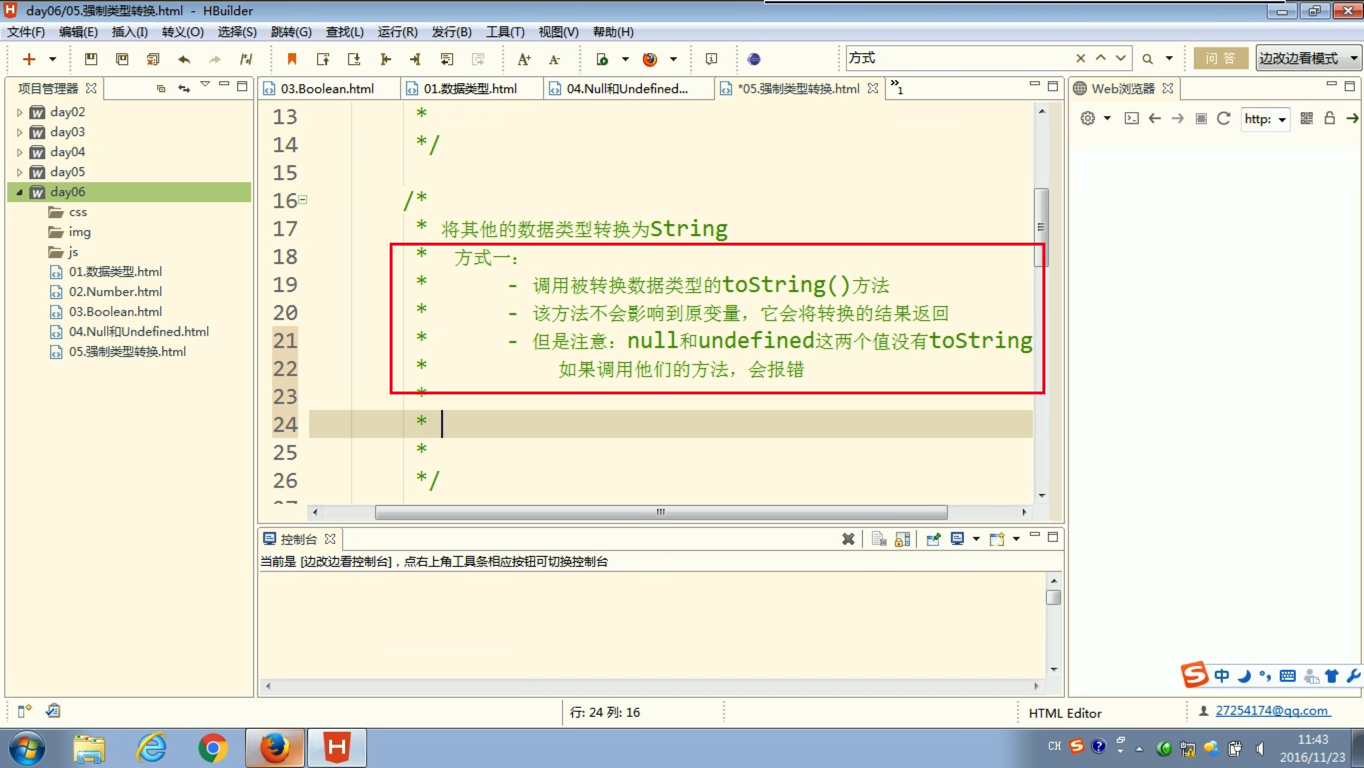 day06/05.强制类型转换.html - HBuilder
文件(F) 编辑(E) 插入(I) 转义(O) 选择(S) 跳转(G) 查找(L) 运行(R) 发行(B) 工具(T) 视图(V) 帮助(H)
方式
问 答
边改边看模式
项目管理器
03.Boolean.html
01.数据类型.html
04.Null和Undefined...
*05.强制类型转换.html
»1
Web浏览器
http:
day02
day03
day04
day05
day06
css
img
js
01.数据类型.html
02.Number.html
03.Boolean.html
04.Null和Undefined.html
05.强制类型转换.html
13 *
14 */
15
16 /*
17 * 将其他的数据类型转换为String
18 * 方式一：
19 * - 调用被转换数据类型的toString()方法
20 * - 该方法不会影响到原变量，它会将转换的结果返回
21 * - 但是注意：null和undefined这两个值没有toString
22 * 如果调用他们的方法，会报错
23 *
24 *
25 *
26 */
控制台
当前是 [边改边看控制台]，点右上角工具条相应按钮可切换控制台
行: 24 列: 16
HTML Editor
27254174@qq.com
中
CH
11:43
2016/11/23